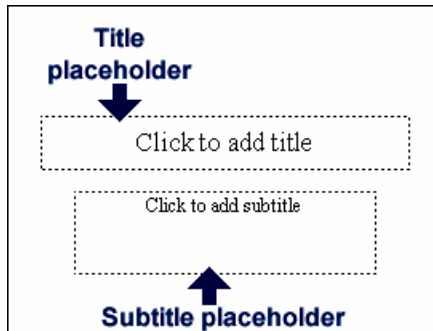 Title
placeholder
Click to add title
Click to add subtitle
Subtitle placeholder